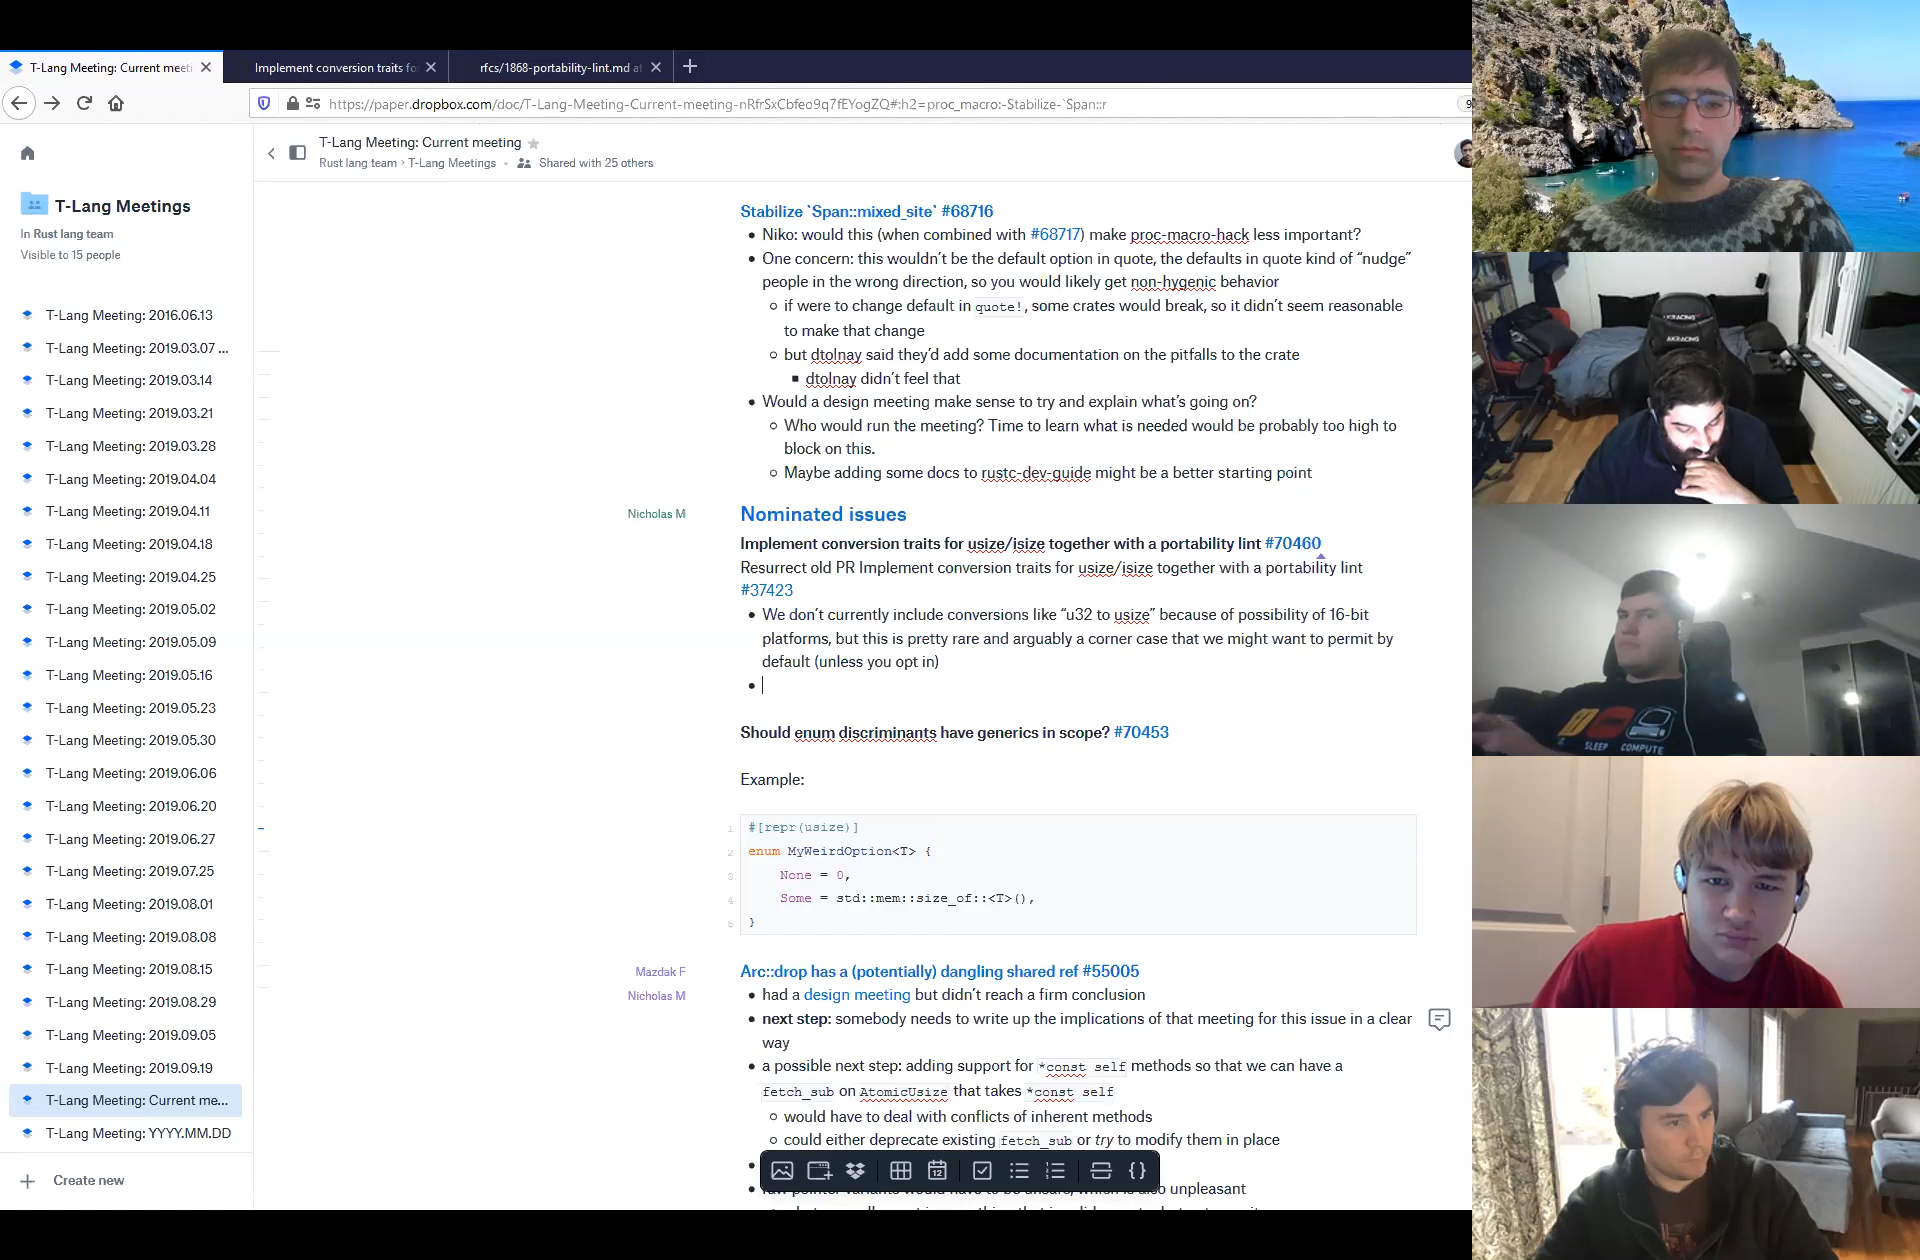 T-Lang Meeting: Current meeti
Implement conversion traits fo
rfcs/1868-portability-lint.md a
https://paper.dropbox.com/doc/T-Lang-Meeting-Current-meeting-nRfrSxCbfeo9q7fEYogZQ#:h2=proc_macro:-Stabilize-`Span::r
T-Lang Meeting: Current meeting
Rust lang team › T-Lang Meetings • Shared with 25 others
T-Lang Meetings
In Rust lang team
Visible to 15 people
T-Lang Meeting: 2016.06.13
T-Lang Meeting: 2019.03.07 ...
T-Lang Meeting: 2019.03.14
T-Lang Meeting: 2019.03.21
T-Lang Meeting: 2019.03.28
T-Lang Meeting: 2019.04.04
T-Lang Meeting: 2019.04.11
T-Lang Meeting: 2019.04.18
T-Lang Meeting: 2019.04.25
T-Lang Meeting: 2019.05.02
T-Lang Meeting: 2019.05.09
T-Lang Meeting: 2019.05.16
T-Lang Meeting: 2019.05.23
T-Lang Meeting: 2019.05.30
T-Lang Meeting: 2019.06.06
T-Lang Meeting: 2019.06.20
T-Lang Meeting: 2019.06.27
T-Lang Meeting: 2019.07.25
T-Lang Meeting: 2019.08.01
T-Lang Meeting: 2019.08.08
T-Lang Meeting: 2019.08.15
T-Lang Meeting: 2019.08.29
T-Lang Meeting: 2019.09.05
T-Lang Meeting: 2019.09.19
T-Lang Meeting: Current me...
T-Lang Meeting: YYYY.MM.DD
Create new
Stabilize `Span::mixed_site` #68716
• Niko: would this (when combined with #68717) make proc-macro-hack less important?
• One concern: this wouldn't be the default option in quote, the defaults in quote kind of “nudge”
people in the wrong direction, so you would likely get non-hygenic behavior
○ if were to change default in quote!, some crates would break, so it didn't seem reasonable
to make that change
○ but dtolnay said they'd add some documentation on the pitfalls to the crate
▪ dtolnay didn't feel that
• Would a design meeting make sense to try and explain what's going on?
○ Who would run the meeting? Time to learn what is needed would be probably too high to
block on this.
○ Maybe adding some docs to rustc-dev-guide might be a better starting point
Nicholas M
Nominated issues
Implement conversion traits for usize/isize together with a portability lint #70460
Resurrect old PR Implement conversion traits for usize/isize together with a portability lint
#37423
• We don't currently include conversions like “u32 to usize” because of possibility of 16-bit
platforms, but this is pretty rare and arguably a corner case that we might want to permit by
default (unless you opt in)
•
Should enum discriminants have generics in scope? #70453
Example:
1 #[repr(usize)]
2 enum MyWeirdOption<T> {
3 None = 0,
4 Some = std::mem::size_of::<T>(),
5 }
Mazdak F
Arc::drop has a (potentially) dangling shared ref #55005
Nicholas M
• had a design meeting but didn't reach a firm conclusion
• next step: somebody needs to write up the implications of that meeting for this issue in a clear
way
• a possible next step: adding support for *const self methods so that we can have a
fetch_sub on AtomicUsize that takes *const self
○ would have to deal with conflicts of inherent methods
○ could either deprecate existing fetch_sub or try to modify them in place
12
also unpleasant
AKRACING
AKRACING
SLEEP COMPUTE